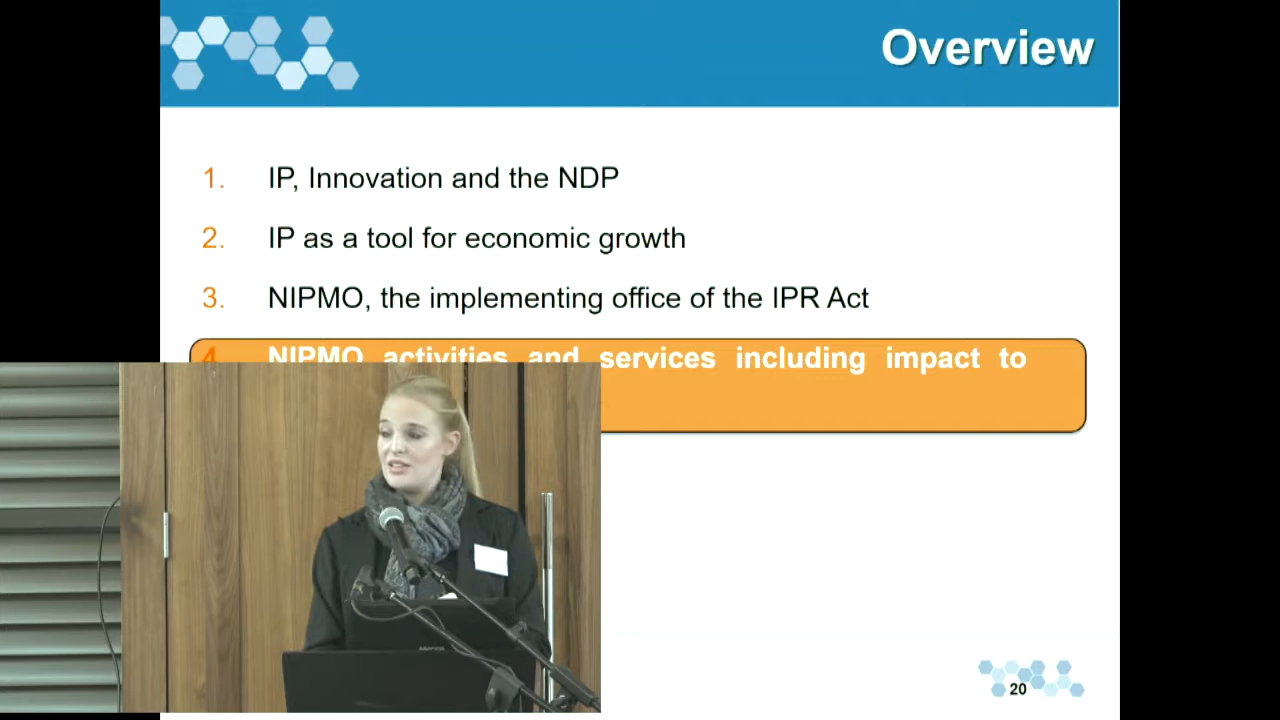 Overview
1. IP, Innovation and the NDP
2. IP as a tool for economic growth
3. NIPMO, the implementing office of the IPR Act
4. NIPMO activities and services including impact to
20